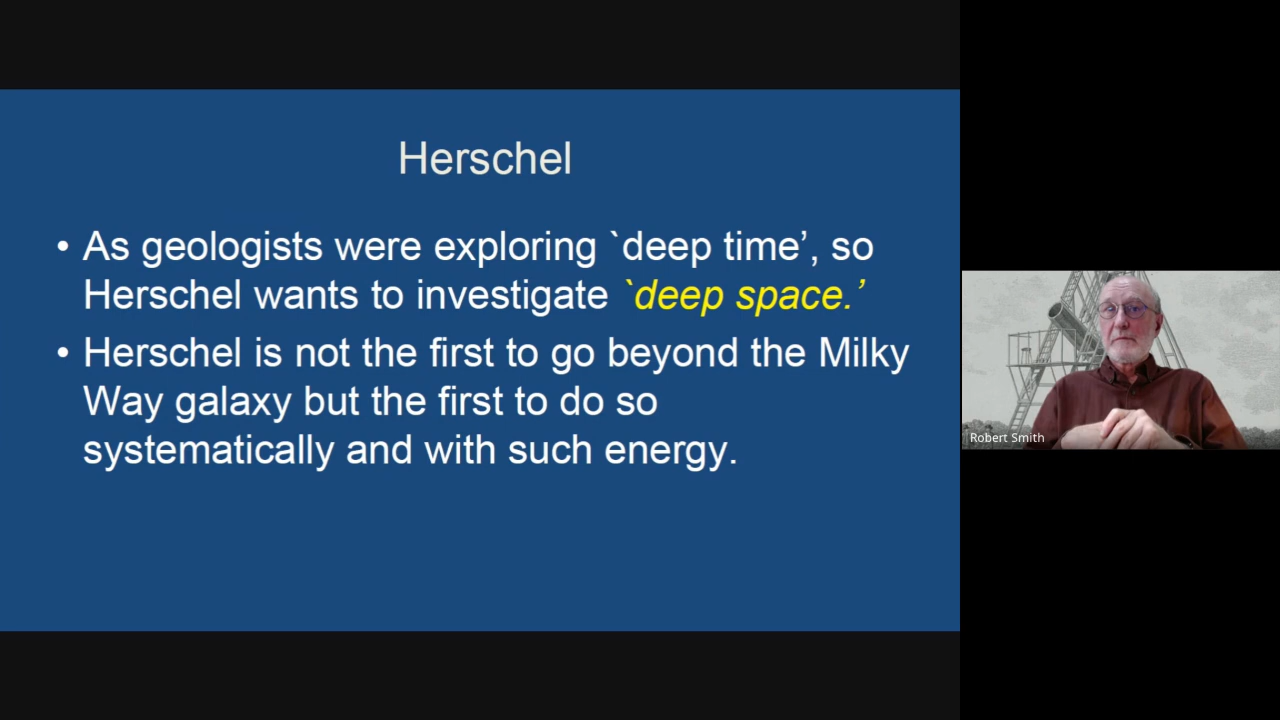 Herschel
• As geologists were exploring `deep time’, so
Herschel wants to investigate `deep space.’
• Herschel is not the first to go beyond the Milky
Way galaxy but the first to do so
systematically and with such energy.
Robert Smith